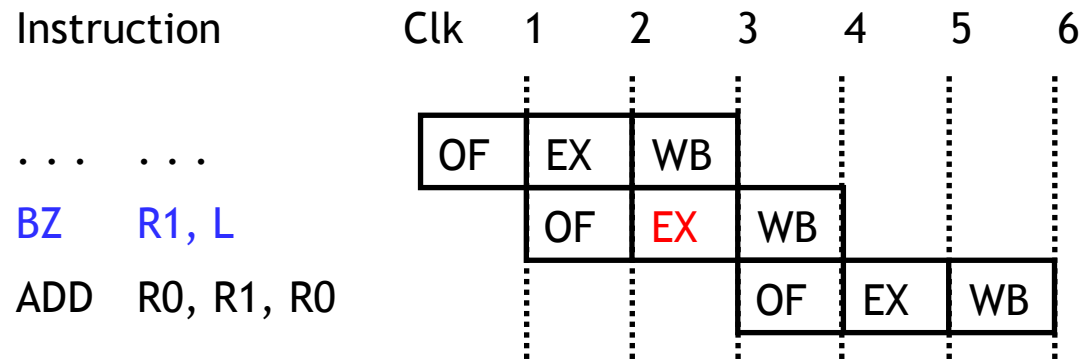 Instruction Clk 1 2 3 4 5 6
. . . . . . OF EX WB
BZ R1, L OF EX WB
ADD R0, R1, R0 OF EX WB